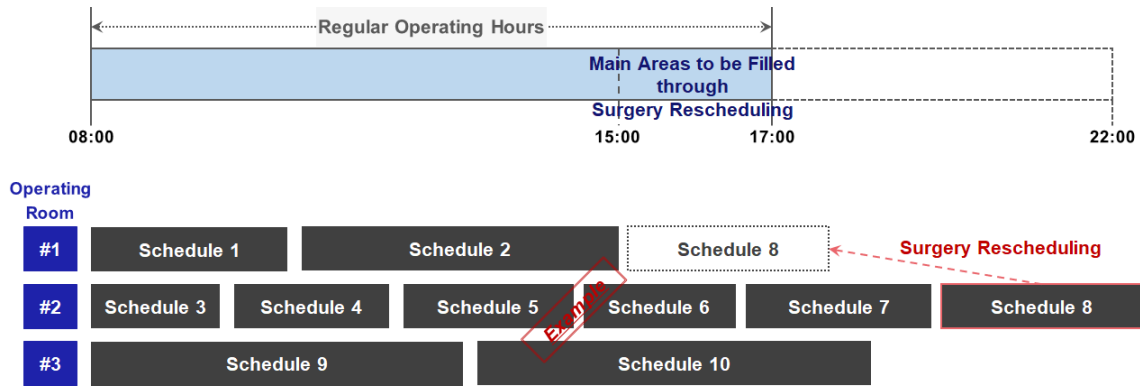 Regular Operating Hours
Main Areas to be Filled
through
Surgery Rescheduling
08:00
15:00
17:00
22:00
Operating
Room
#1
Schedule 1
Schedule 2
Schedule 8
Surgery Rescheduling
#2
Schedule 3
Schedule 4
Schedule 5
Example
Schedule 6
Schedule 7
Schedule 8
#3
Schedule 9
Schedule 10